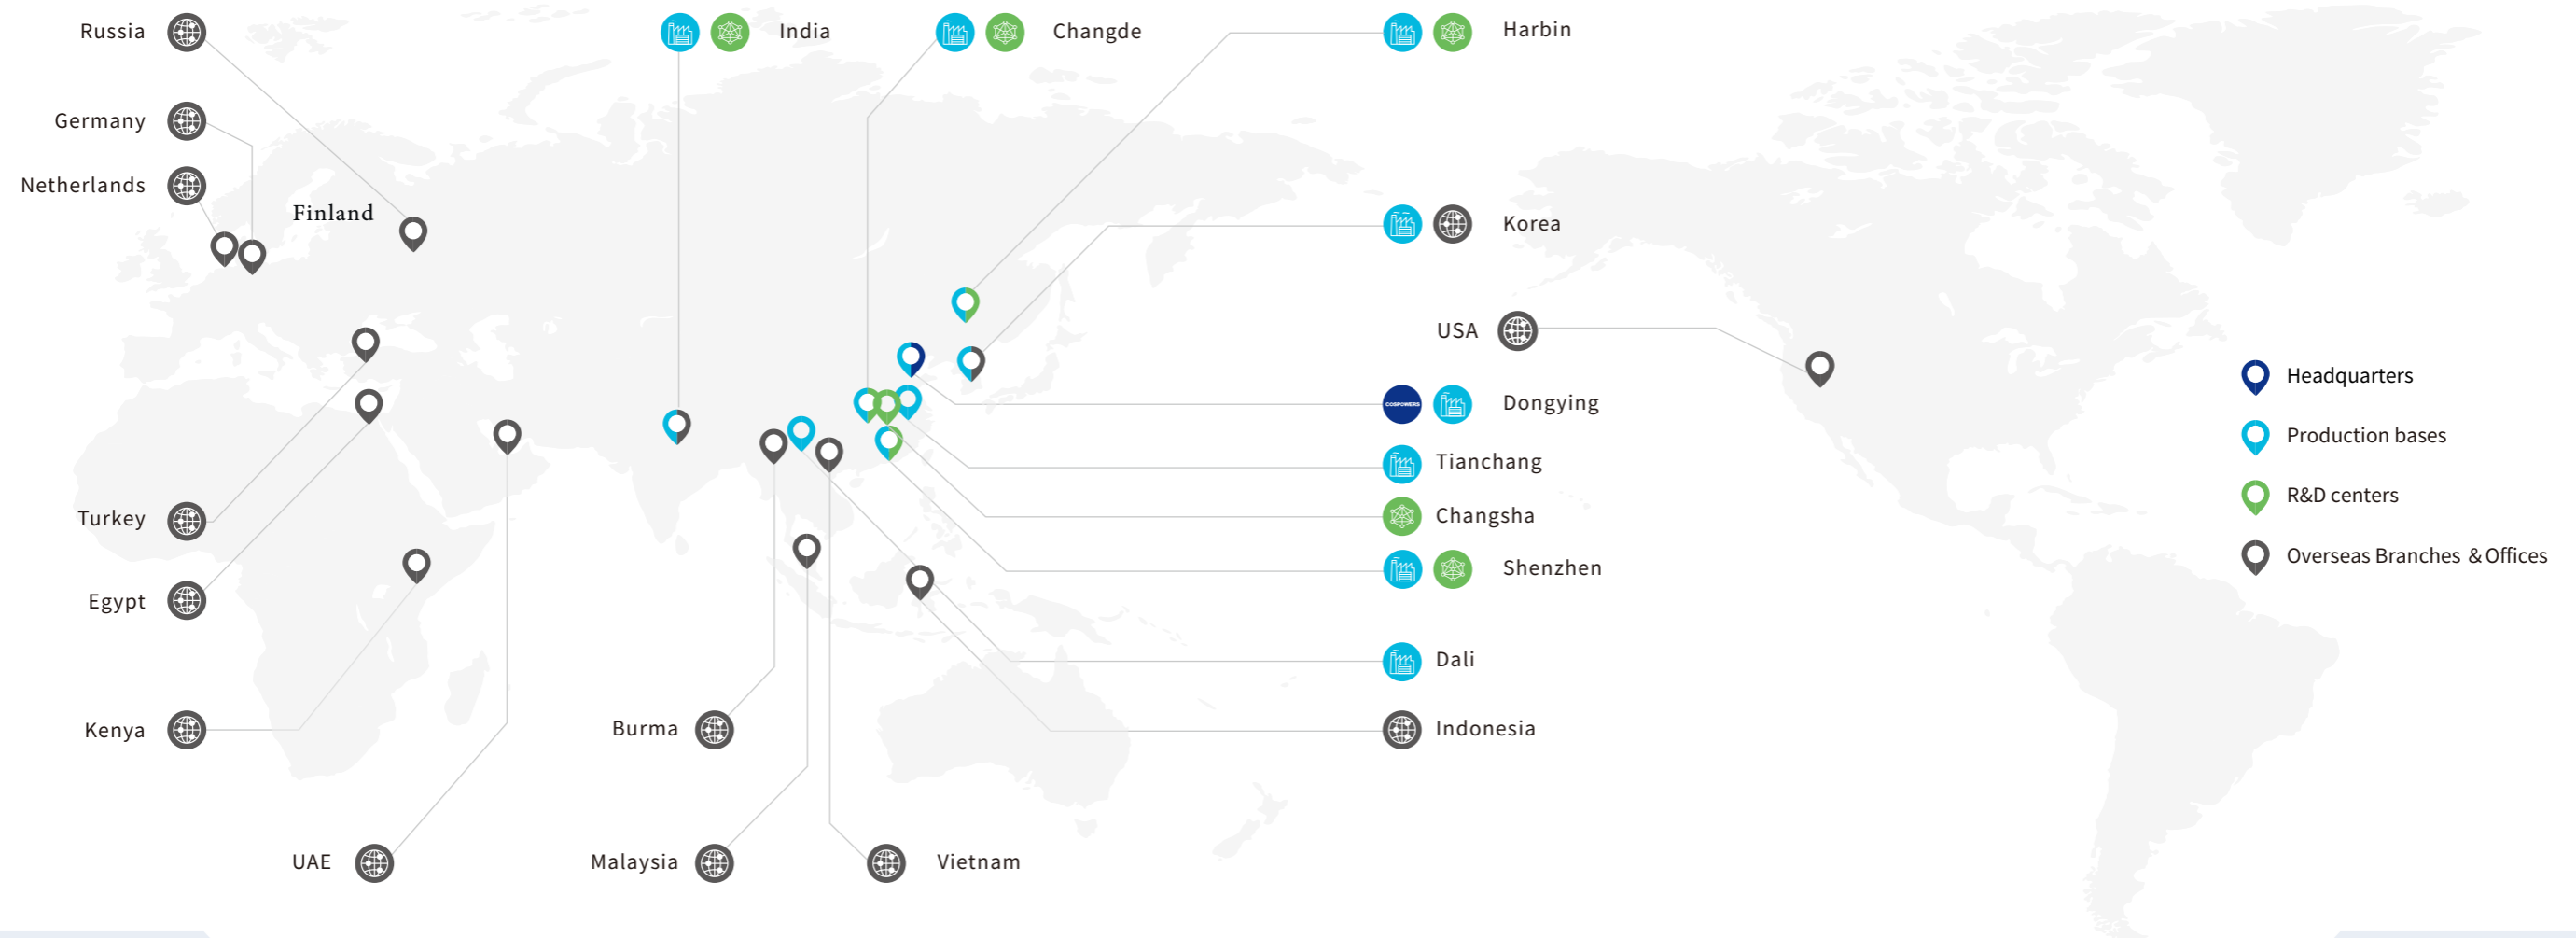 Russia
India
Changde
Harbin
Germany
Netherlands
Finland
Korea
USA
Headquarters
Dongying
COSPOWERS
Production bases
Tianchang
R&D centers
Turkey
Changsha
Overseas Branches & Offices
Shenzhen
Egypt
Dali
Kenya
Burma
Indonesia
UAE
Malaysia
Vietnam